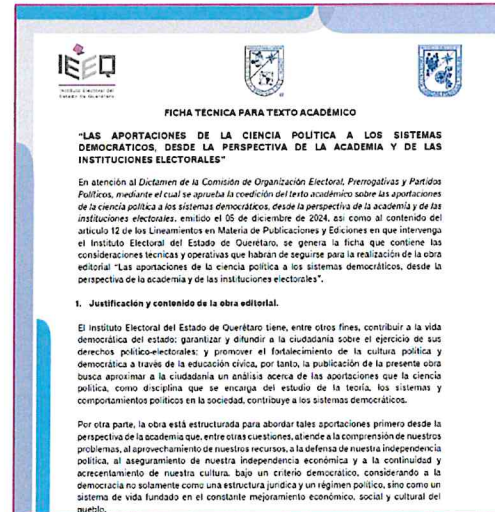 IEEQ
Instituto Electoral del
Estado de Querétaro
FICHA TÉCNICA PARA TEXTO ACADÉMICO
"LAS APORTACIONES DE LA CIENCIA POLÍTICA A LOS SISTEMAS
DEMOCRÁTICOS, DESDE LA PERSPECTIVA DE LA ACADEMIA Y DE LAS
INSTITUCIONES ELECTORALES"
En atención al Dictamen de la Comisión de Organización Electoral, Prerrogativas y Partidos
Políticos, mediante el cual se aprueba la coedición del texto académico sobre las aportaciones
de la ciencia política a los sistemas democráticos, desde la perspectiva de la academia y de las
instituciones electorales, emitido el 05 de diciembre de 2024, así como al contenido del
artículo 12 de los Lineamientos en Materia de Publicaciones y Ediciones en que intervenga
el Instituto Electoral del Estado de Querétaro, se genera la ficha que contiene las
consideraciones técnicas y operativas que habrán de seguirse para la realización de la obra
editorial "Las aportaciones de la ciencia política a los sistemas democráticos, desde la
perspectiva de la academia y de las instituciones electorales".
1. Justificación y contenido de la obra editorial.
El Instituto Electoral del Estado de Querétaro tiene, entre otros fines, contribuir a la vida
democrática del estado; garantizar y difundir a la ciudadanía sobre el ejercicio de sus
derechos político-electorales; y promover el fortalecimiento de la cultura política y
democrática a través de la educación cívica, por tanto, la publicación de la presente obra
busca aproximar a la ciudadanía un análisis acerca de las aportaciones que la ciencia
política, como disciplina que se encarga del estudio de la teoría, los sistemas y
comportamientos políticos en la sociedad, contribuye a los sistemas democráticos.
Por otra parte, la obra está estructurada para abordar tales aportaciones primero desde la
perspectiva de la academia que, entre otras cuestiones, atiende a la comprensión de nuestros
problemas, al aprovechamiento de nuestros recursos, a la defensa de nuestra independencia
política, al aseguramiento de nuestra independencia económica y a la continuidad y
acrecentamiento de nuestra cultura, bajo un criterio democrático, considerando a la
democracia no solamente como una estructura jurídica y un régimen político, sino como un
sistema de vida fundado en el constante mejoramiento económico, social y cultural del
pueblo.